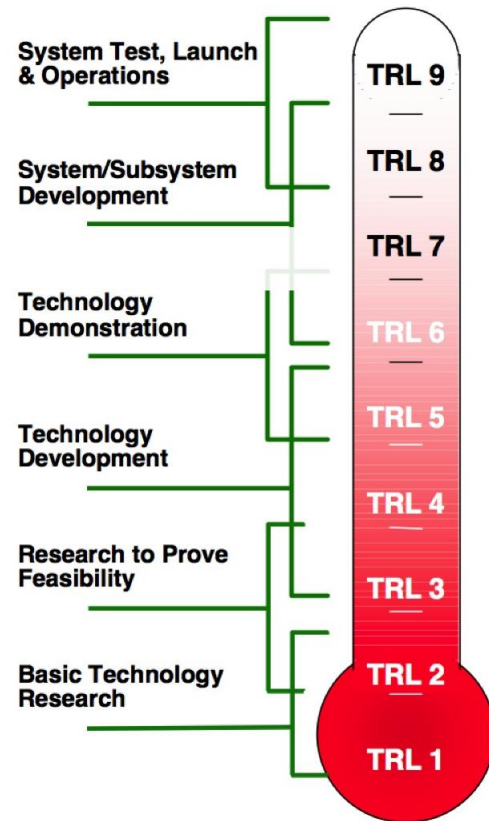 System Test, Launch
& Operations
System/Subsystem
Development
Technology
Demonstration
Technology
Development
Research to Prove
Feasibility
Basic Technology
Research
TRL 9
TRL 8
TRL 7
TRL 6
TRL 5
TRL 4
TRL 3
TRL 2
TRL 1